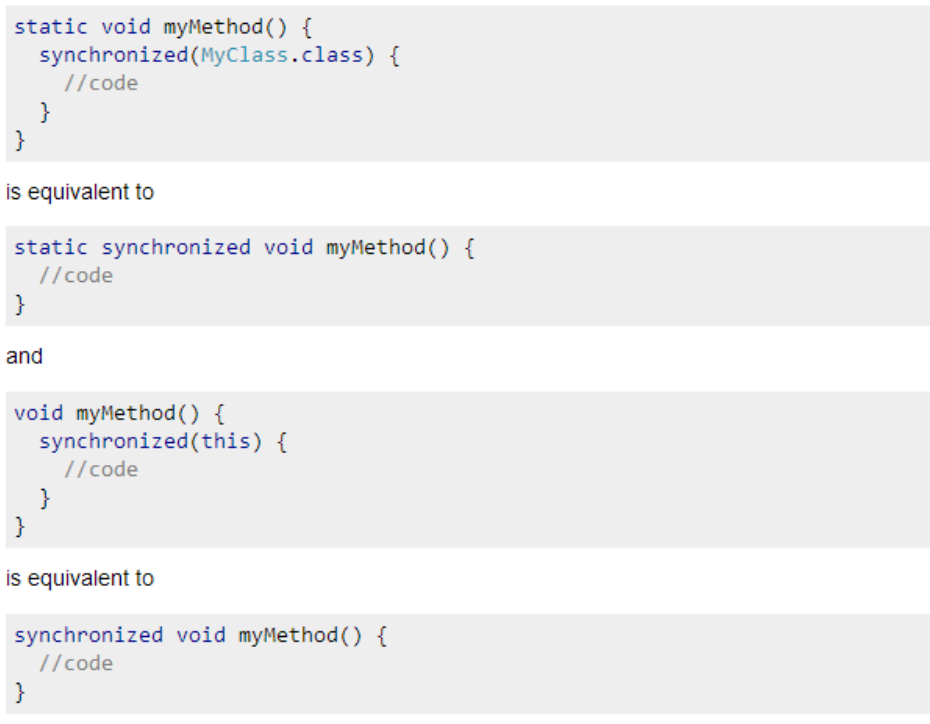 static void myMethod() {
  synchronized(MyClass.class) {
    //code
  }
}
is equivalent to
static synchronized void myMethod() {
  //code
}
and
void myMethod() {
  synchronized(this) {
    //code
  }
}
is equivalent to
synchronized void myMethod() {
  //code
}